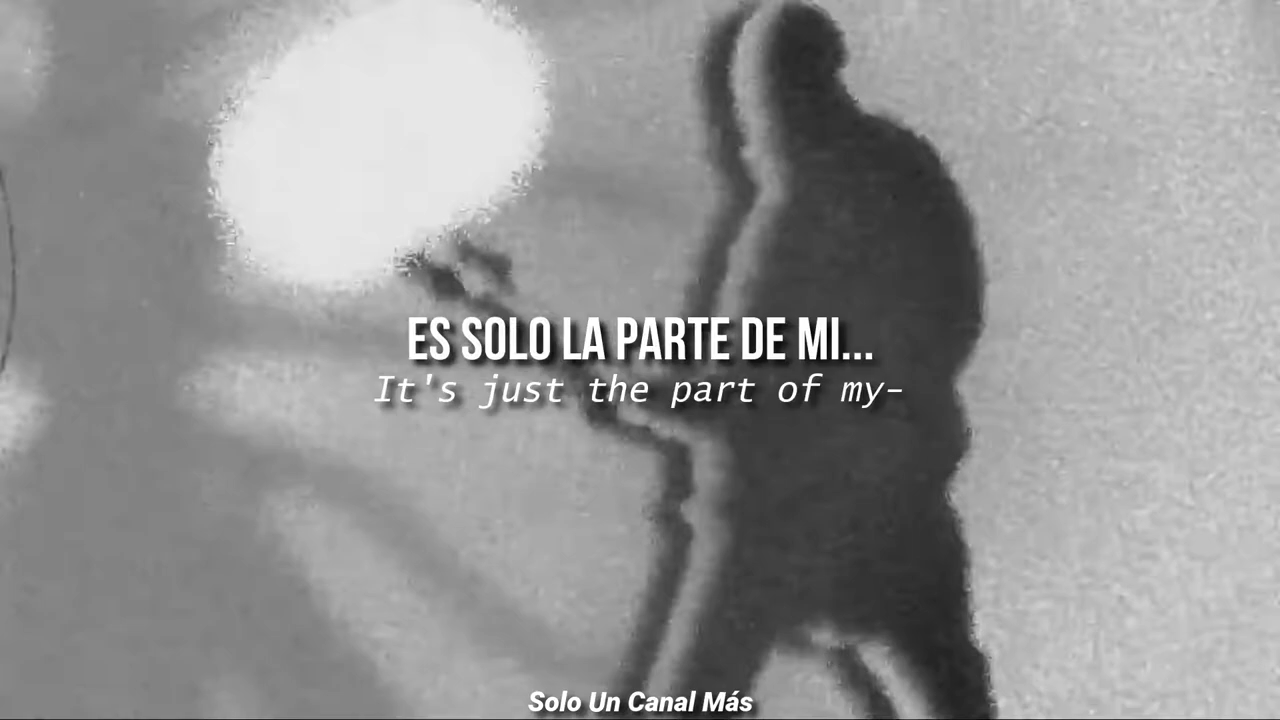 ES SOLO LA PARTE DE MI...
It's just the part of my-
Solo Un Canal Más